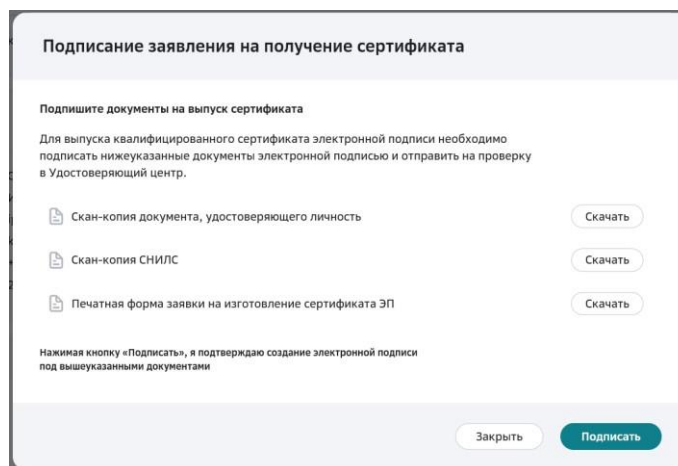 Подписание заявления на получение сертификата
Подпишите документы на выпуск сертификата
Для выпуска квалифицированного сертификата электронной подписи необходимо
подписать нижеуказанные документы электронной подписью и отправить на проверку
в Удостоверяющий центр.
Скан-копия документа, удостоверяющего личность
Скачать
Скан-копия СНИЛС
Скачать
Печатная форма заявки на изготовление сертификата ЭП
Скачать
Нажимая кнопку «Подписать», я подтверждаю создание электронной подписи
под вышеуказанными документами
Закрыть
Подписать